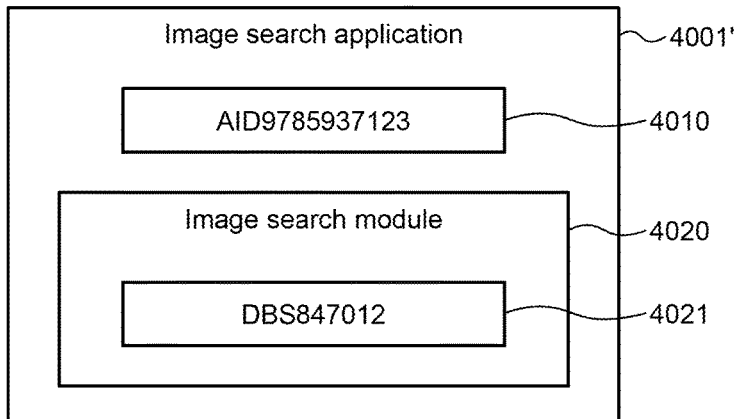 Image search application
4001'
AID9785937123
4010
Image search module
4020
DBS847012
4021